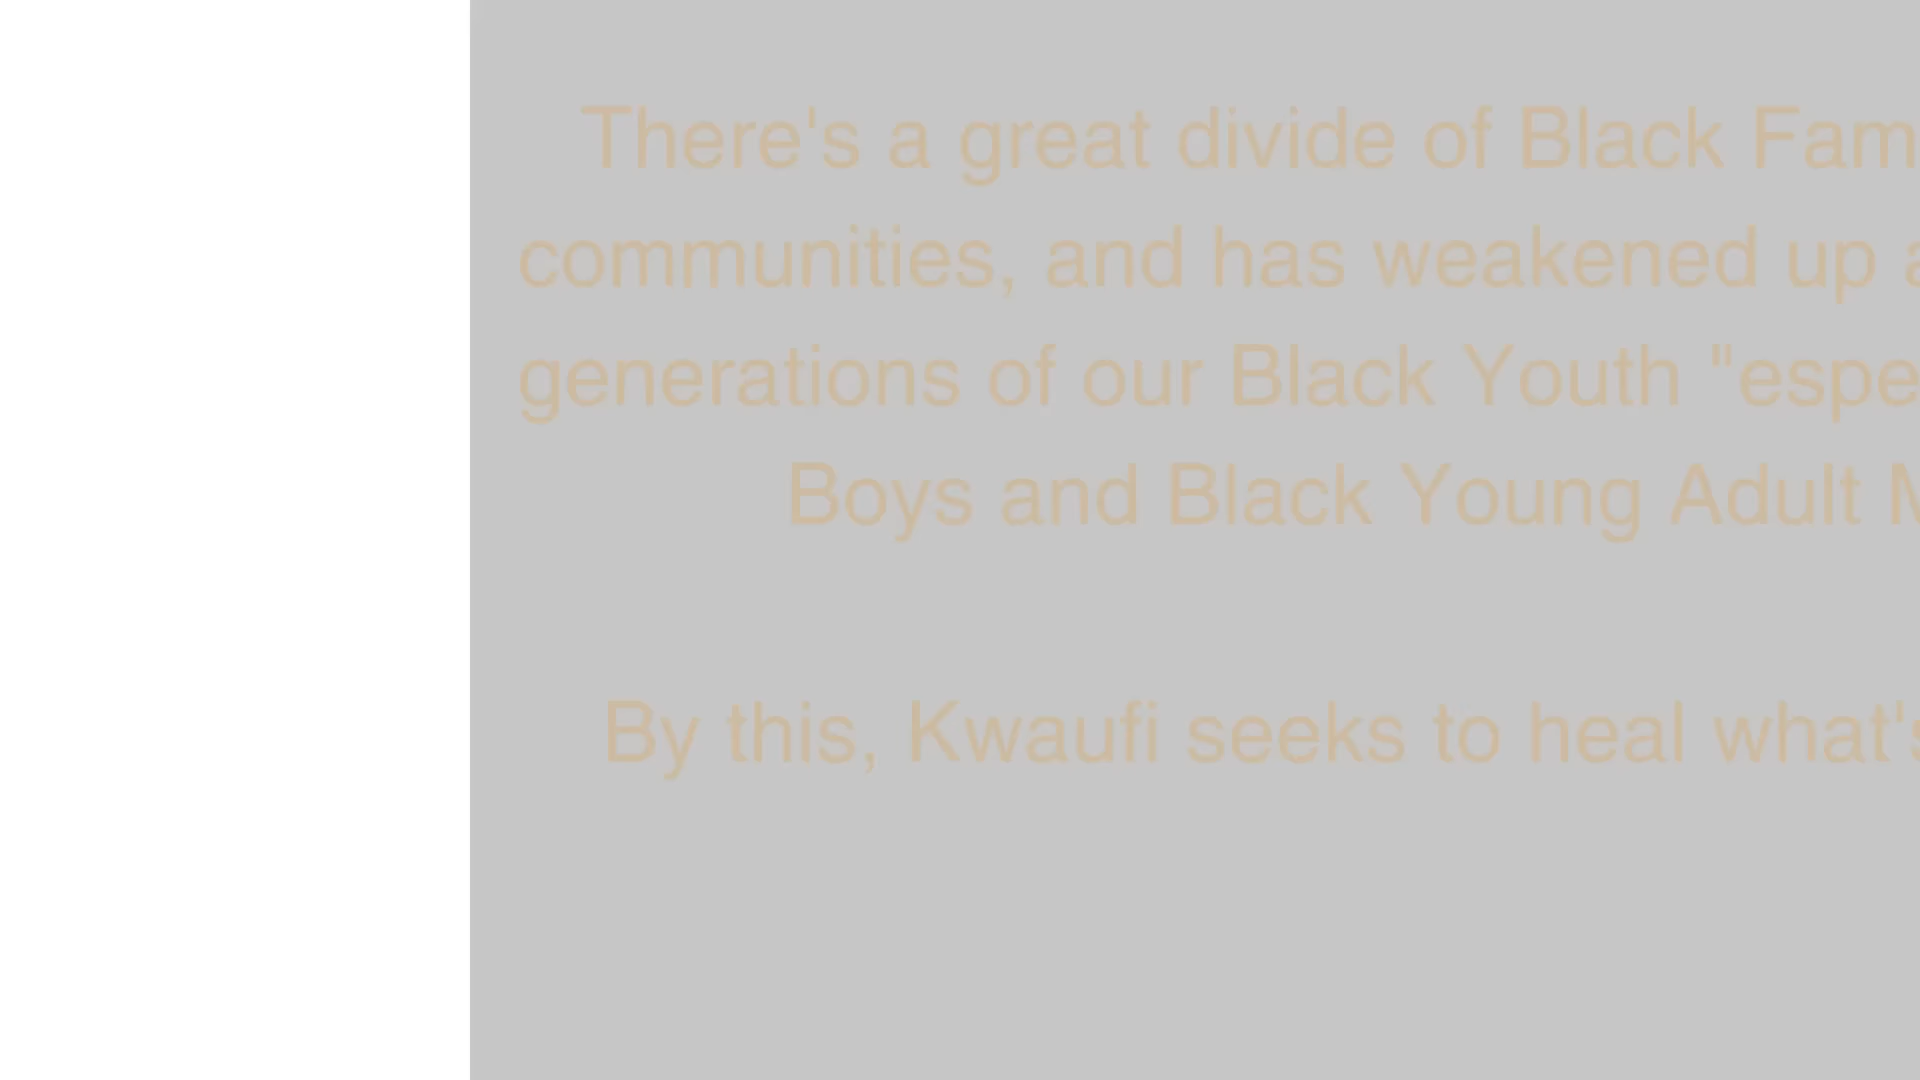 There's a great divide of Black Fam
communities, and has weakened up a
generations of our Black Youth "espe
Boys and Black Young Adult M
By this, Kwaufi seeks to heal what's